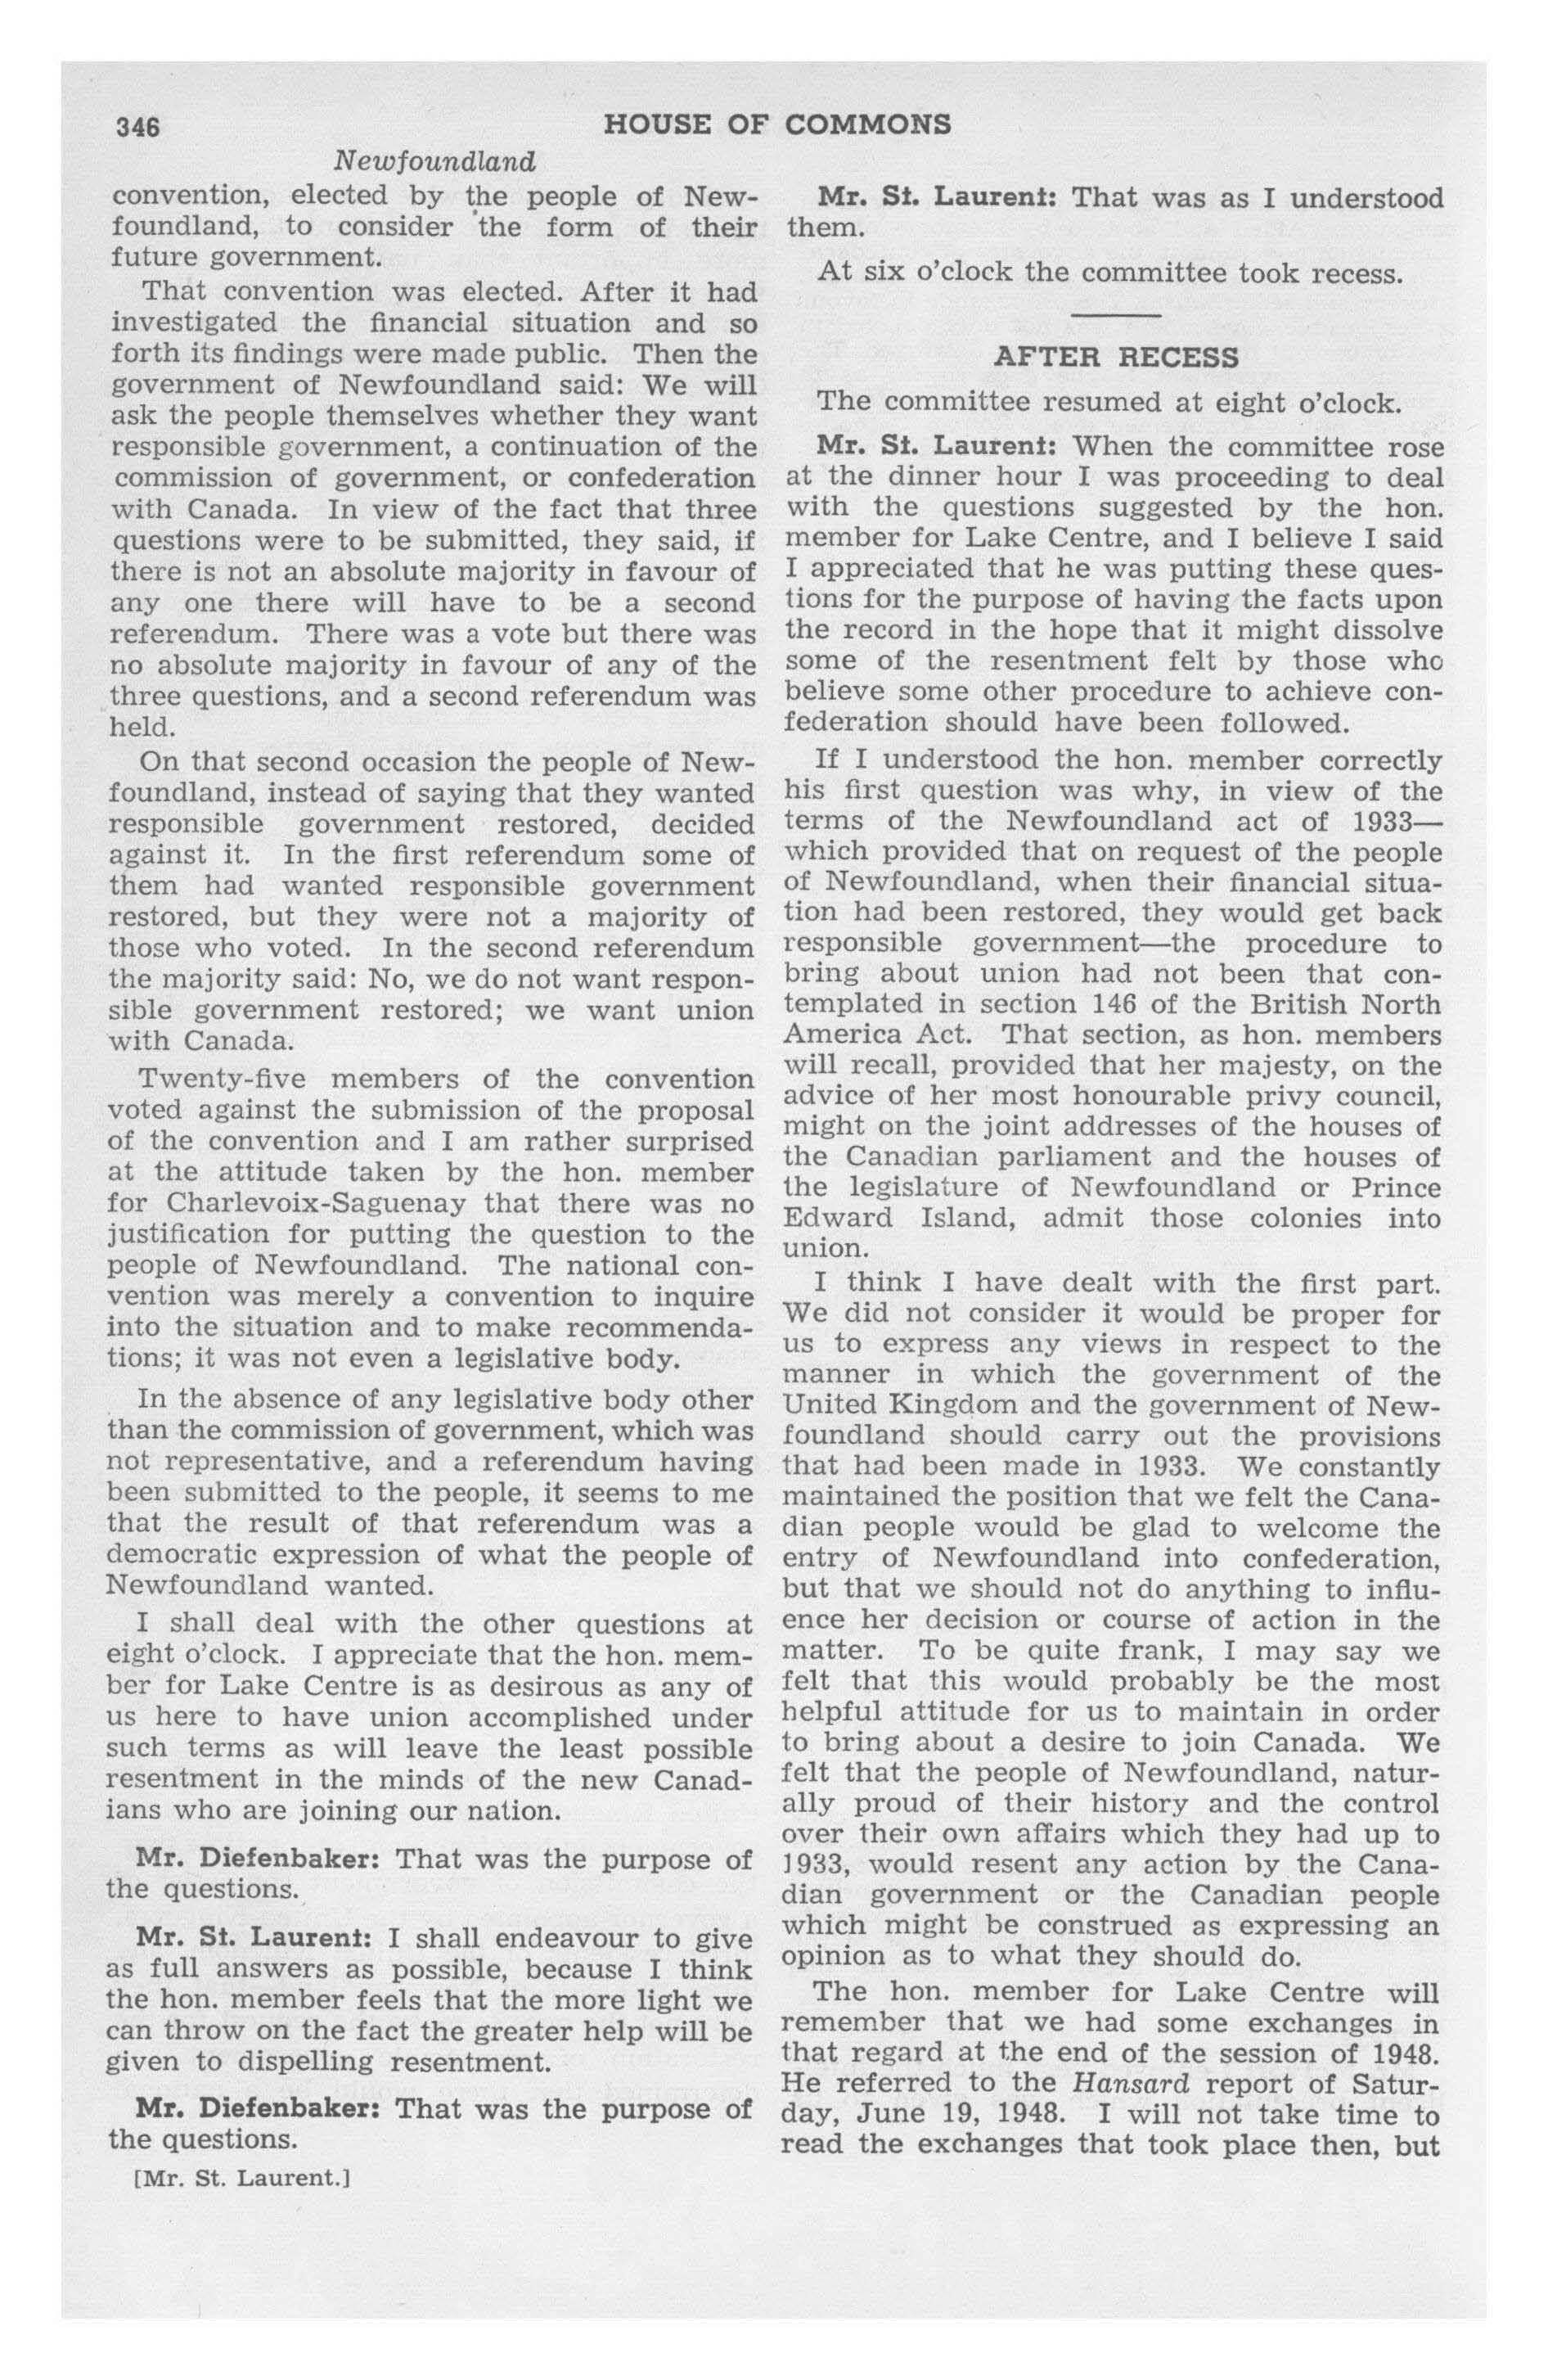 346
HOUSE OF COMMONS
Newfoundland
convention, elected by the people of New-
foundland, to consider the form of their
future government.
That convention was elected. After it had
investigated the financial situation and so
forth its findings were made public. Then the
government of Newfoundland said: We will
ask the people themselves whether they want
responsible government, a continuation of the
commission of government, or confederation
with Canada. In view of the fact that three
questions were to be submitted, they said, if
there is not an absolute majority in favour of
any one there will have to be a second
referendum. There was a vote but there was
no absolute majority in favour of any of the
three questions, and a second referendum was
held.
On that second occasion the people of New-
foundland, instead of saying that they wanted
responsible government restored, decided
against it. In the first referendum some of
them had wanted responsible government
restored, but they were not a majority of
those who voted. In the second referendum
the majority said: No, we do not want respon-
sible government restored; we want union
with Canada.
Twenty-five members of the convention
voted against the submission of the proposal
of the convention and I am rather surprised
at the attitude taken by the hon. member
for Charlevoix-Saguenay that there was no
justification for putting the question to the
people of Newfoundland. The national con-
vention was merely a convention to inquire
into the situation and to make recommenda-
tions; it was not even a legislative body.
In the absence of any legislative body other
than the commission of government, which was
not representative, and a referendum having
been submitted to the people, it seems to me
that the result of that referendum was a
democratic expression of what the people of
Newfoundland wanted.
I shall deal with the other questions at
eight o'clock. I appreciate that the hon. mem-
ber for Lake Centre is as desirous as any of
us here to have union accomplished under
such terms as will leave the least possible
resentment in the minds of the new Canad-
ians who are joining our nation.
Mr. Diefenbaker: That was the purpose of
the questions.
Mr. St. Laurent: I shall endeavour to give
as full answers as possible, because I think
the hon. member feels that the more light we
can throw on the fact the greater help will be
given to dispelling resentment.
Mr. Diefenbaker: That was the purpose of
the questions.
[Mr. St. Laurent.]
Mr. St. Laurent: That was as I understood
them.
At six o'clock the committee took recess.
AFTER RECESS
The committee resumed at eight o'clock.
Mr. St. Laurent: When the committee rose
at the dinner hour I was proceeding to deal
with the questions suggested by the hon.
member for Lake Centre, and I believe I said
I appreciated that he was putting these ques-
tions for the purpose of having the facts upon
the record in the hope that it might dissolve
some of the resentment felt by those who
believe some other procedure to achieve con-
federation should have been followed.
If I understood the hon. member correctly
his first question was why, in view of the
terms of the Newfoundland act of 1933—
which provided that on request of the people
of Newfoundland, when their financial situa-
tion had been restored, they would get back
responsible government—the procedure to
bring about union had not been that con-
templated in section 146 of the British North
America Act. That section, as hon. members
will recall, provided that her majesty, on the
advice of her most honourable privy council,
might on the joint addresses of the houses of
the Canadian parliament and the houses of
the legislature of Newfoundland or Prince
Edward Island, admit those colonies into
union.
I think I have dealt with the first part.
We did not consider it would be proper for
us to express any views in respect to the
manner in which the government of the
United Kingdom and the government of New-
foundland should carry out the provisions
that had been made in 1933. We constantly
maintained the position that we felt the Cana-
dian people would be glad to welcome the
entry of Newfoundland into confederation,
but that we should not do anything to influ-
ence her decision or course of action in the
matter. To be quite frank, I may say we
felt that this would probably be the most
helpful attitude for us to maintain in order
to bring about a desire to join Canada. We
felt that the people of Newfoundland, natur-
ally proud of their history and the control
over their own affairs which they had up to
1933, would resent any action by the Cana-
dian government or the Canadian people
which might be construed as expressing an
opinion as to what they should do.
The hon. member for Lake Centre will
remember that we had some exchanges in
that regard at the end of the session of 1948.
He referred to the Hansard report of Satur-
day, June 19, 1948. I will not take time to
read the exchanges that took place then, but